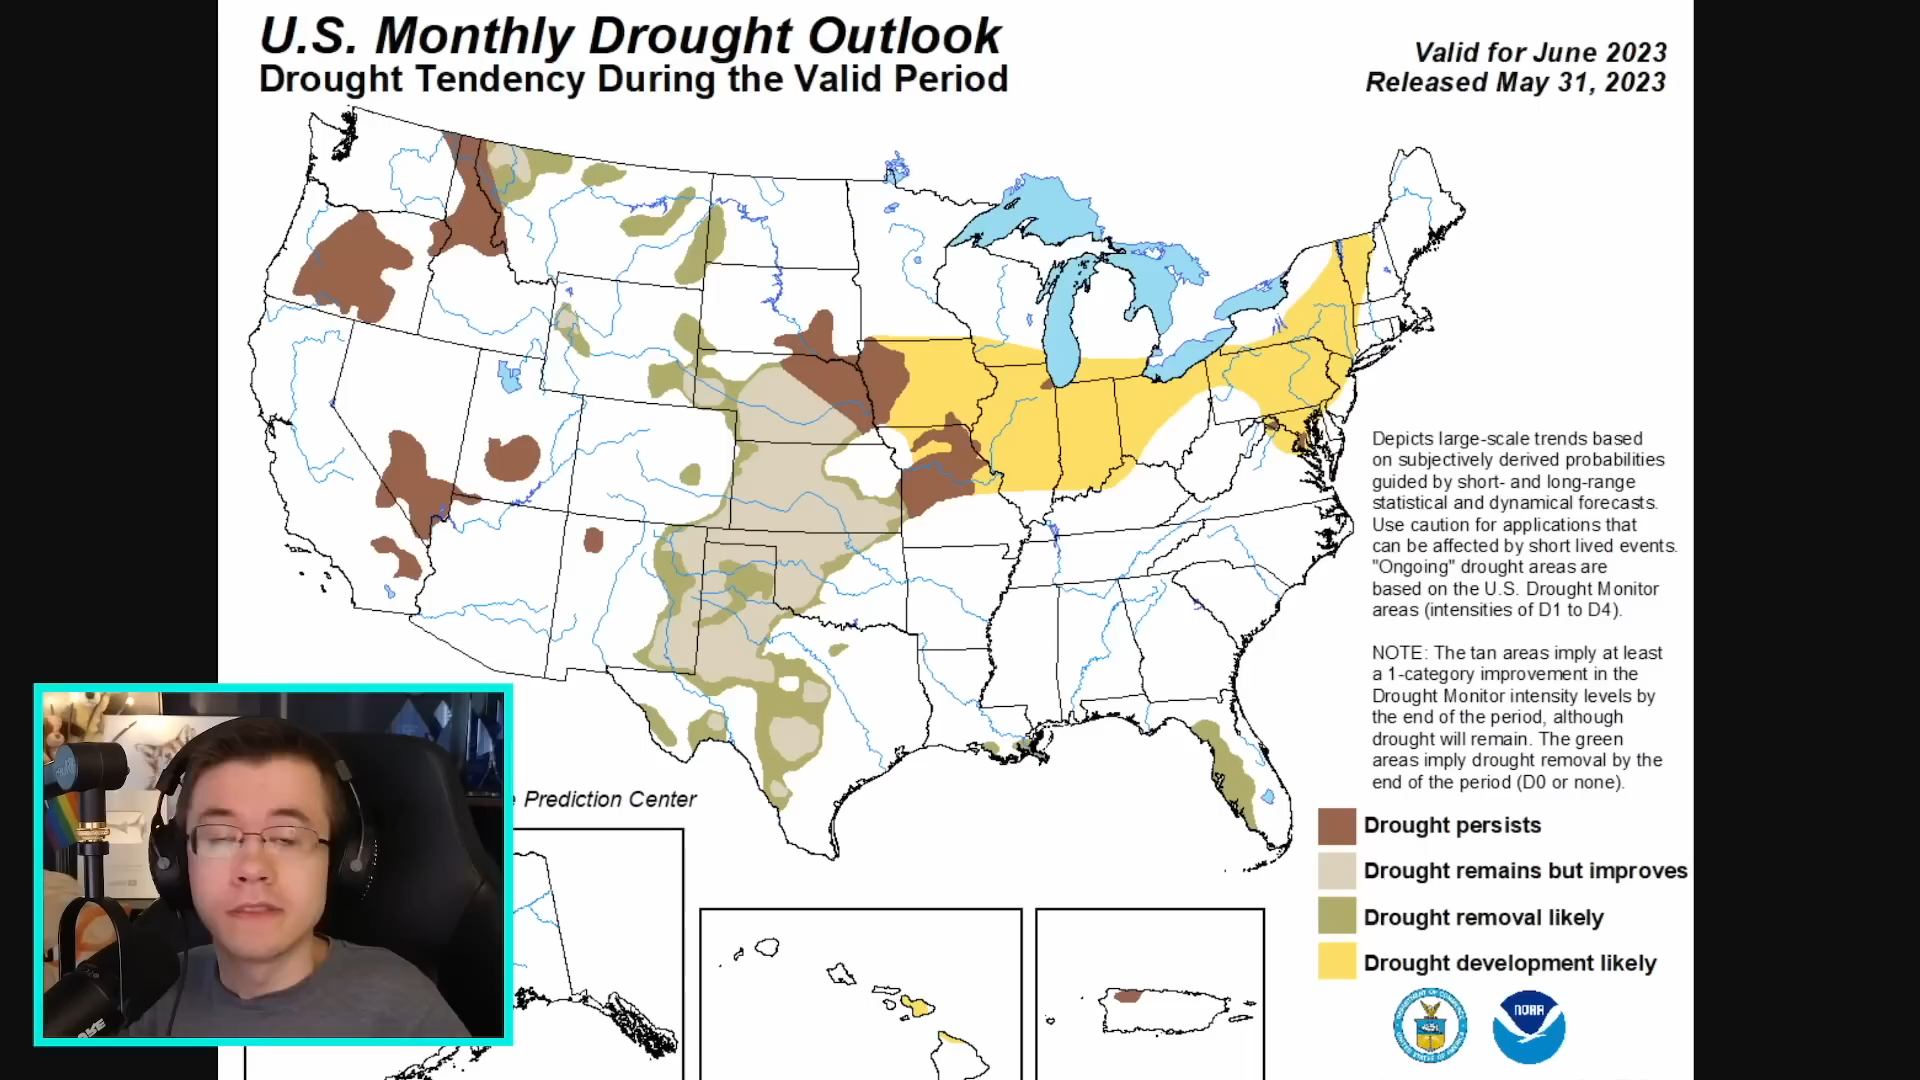 U.S. Monthly Drought Outlook
Drought Tendency During the Valid Period
Valid for June 2023
Released May 31, 2023
Depicts large-scale trends based
on subjectively derived probabilities
guided by short- and long-range
statistical and dynamical forecasts.
Use caution for applications that
can be affected by short lived events.
"Ongoing" drought areas are
based on the U.S. Drought Monitor
areas (intensities of D1 to D4).
NOTE: The tan areas imply at least
a 1-category improvement in the
Drought Monitor intensity levels by
the end of the period, although
drought will remain. The green
areas imply drought removal by the
end of the period (D0 or none).
Prediction Center
Drought persists
Drought remains but improves
Drought removal likely
Drought development likely
NOAA